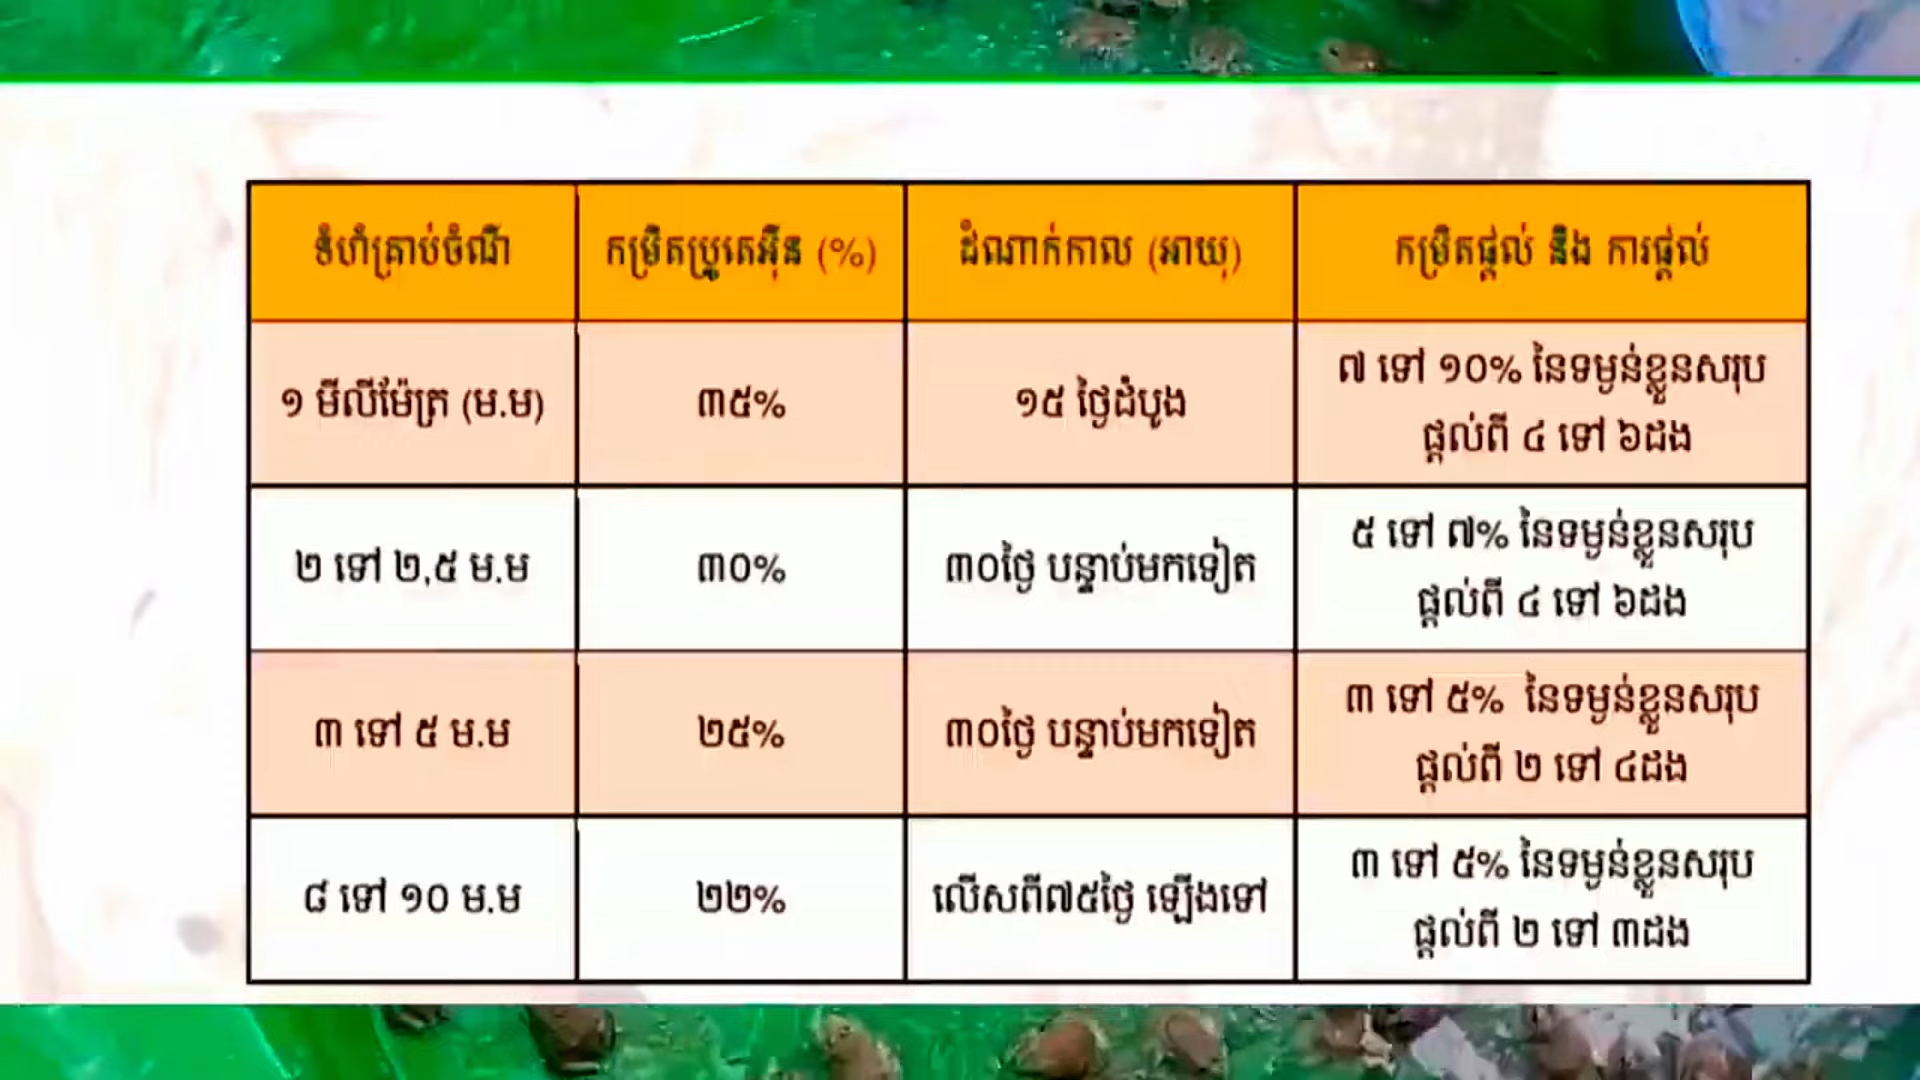 ទំហំគ្រាប់ចំណី
កម្រិតប្រូតេអ៊ីន (%)
ដំណាក់កាល (អាយុ)
កម្រិតផ្តល់ និង ការផ្តល់
១ មីលីម៉ែត្រ (ម.ម)
៣៥%
១៥ ថ្ងៃដំបូង
៧ ទៅ ១០% នៃទម្ងន់ខ្លួនសរុប
ផ្តល់ពី ៤ ទៅ ៦ដង
២ ទៅ ២,៥ ម.ម
៣០%
៣០ថ្ងៃ បន្ទាប់មកទៀត
៥ ទៅ ៧% នៃទម្ងន់ខ្លួនសរុប
ផ្តល់ពី ៤ ទៅ ៦ដង
៣ ទៅ ៥ ម.ម
២៥%
៣០ថ្ងៃ បន្ទាប់មកទៀត
៣ ទៅ ៥% នៃទម្ងន់ខ្លួនសរុប
ផ្តល់ពី ២ ទៅ ៤ដង
៨ ទៅ ១០ ម.ម
២២%
លើសពី៧៥ថ្ងៃ ឡើងទៅ
៣ ទៅ ៥% នៃទម្ងន់ខ្លួនសរុប
ផ្តល់ពី ២ ទៅ ៣ដង